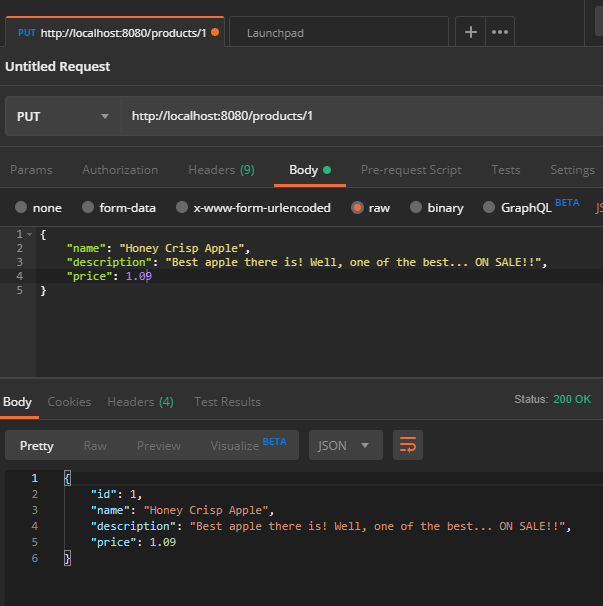 PUT http://localhost:8080/products/1 Launchpad + •••
Untitled Request
PUT http://localhost:8080/products/1
Params Authorization Headers (9) Body Pre-request Script Tests Settings
none form-data x-www-form-urlencoded raw binary GraphQL BETA
1 {
2 "name": "Honey Crisp Apple",
3 "description": "Best apple there is! Well, one of the best... ON SALE!!",
4 "price": 1.09
5 }
Body Cookies Headers (4) Test Results Status: 200 OK
Pretty Raw Preview Visualize BETA JSON
1 {
2 "id": 1,
3 "name": "Honey Crisp Apple",
4 "description": "Best apple there is! Well, one of the best... ON SALE!!",
5 "price": 1.09
6 }